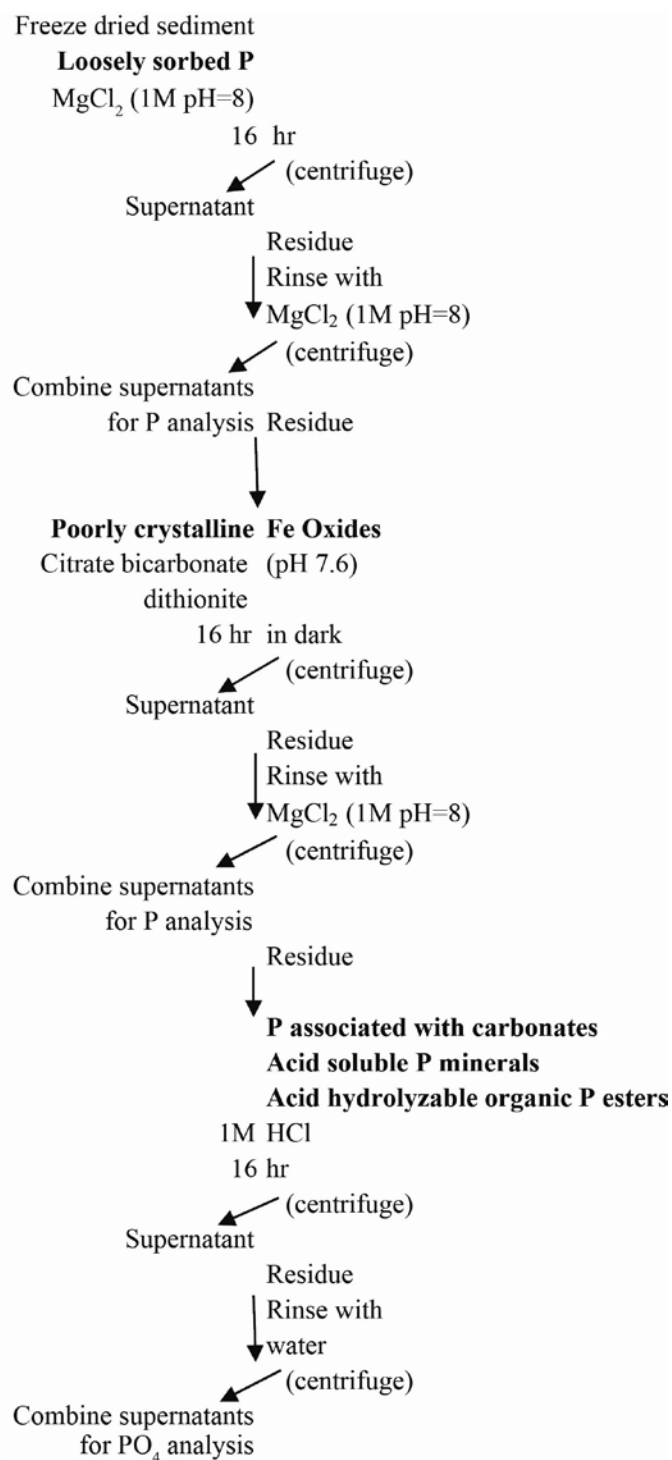 Freeze dried sediment
Loosely sorbed P
MgCl₂ (1M pH=8)
16 hr
(centrifuge)
Supernatant
Residue
Rinse with
MgCl₂ (1M pH=8)
(centrifuge)
Combine supernatants
for P analysis Residue
Poorly crystalline Fe Oxides
Citrate bicarbonate (pH 7.6)
dithionite
16 hr in dark
(centrifuge)
Supernatant
Residue
Rinse with
MgCl₂ (1M pH=8)
(centrifuge)
Combine supernatants
for P analysis
Residue
P associated with carbonates
Acid soluble P minerals
Acid hydrolyzable organic P esters
1M HCl
16 hr
(centrifuge)
Supernatant
Residue
Rinse with
water
(centrifuge)
Combine supernatants
for PO₄ analysis